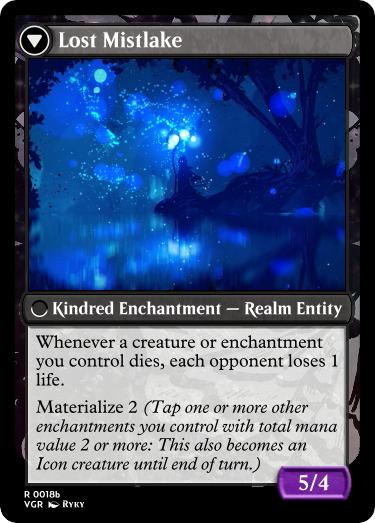 Lost Mistlake
Kindred Enchantment — Realm Entity
Whenever a creature or enchantment
you control dies, each opponent loses 1
life.
Materialize 2 (Tap one or more other
enchantments you control with total mana
value 2 or more: This also becomes an
Icon creature until end of turn.)
5/4
R 0018b
VGR RYKY